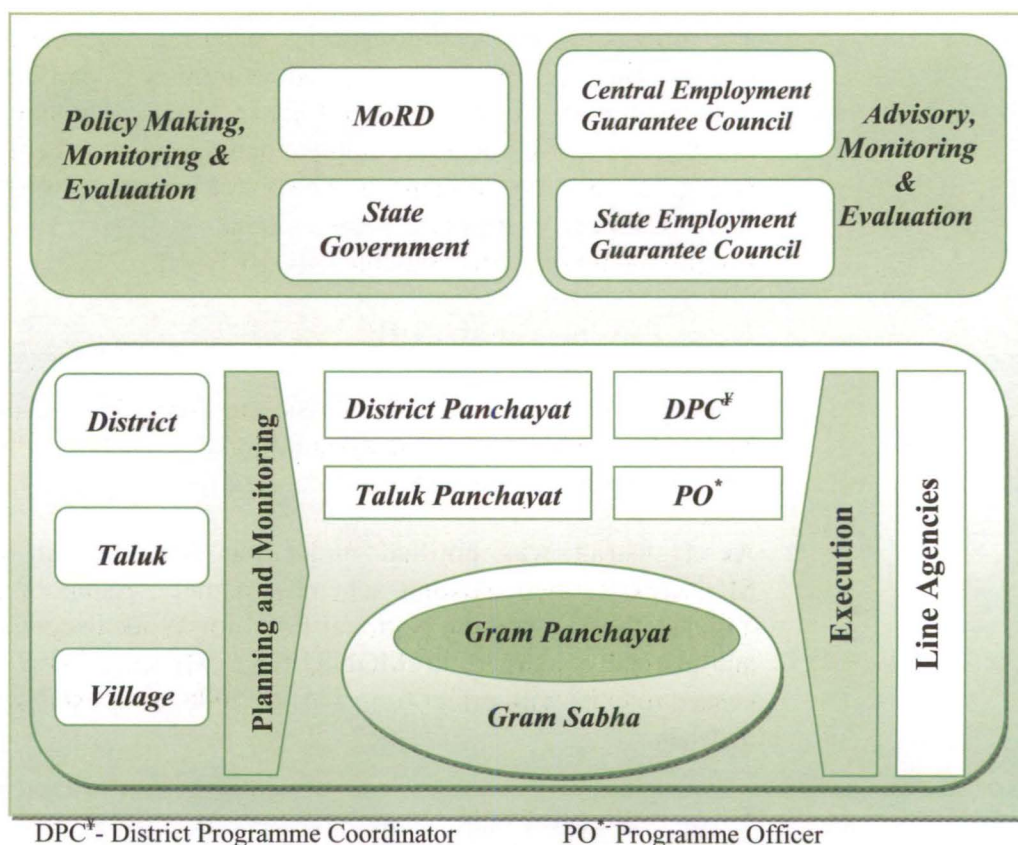 Policy Making,
Monitoring &
Evaluation
MoRD
State
Government
Central Employment
Guarantee Council
State Employment
Guarantee Council
Advisory,
Monitoring
&
Evaluation
District
Taluk
Village
Planning and Monitoring
District Panchayat
DPC¥
Taluk Panchayat
PO*
Gram Panchayat
Gram Sabha
Execution
Line Agencies
DPC¥- District Programme Coordinator
PO*- Programme Officer